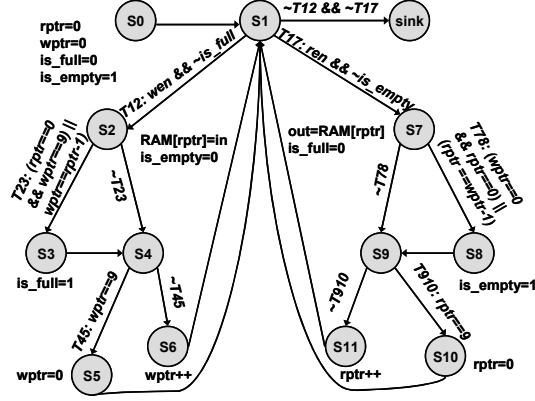 S0
S1
sink
~T12 && ~T17
rptr=0
wptr=0
is_full=0
is_empty=1
T12: wen && ~is_full
T17: ren && ~is_empty
S2
S7
RAM[rptr]=in
is_empty=0
out=RAM[rptr]
is_full=0
T23: (rptr==0
&& wptr==9) ||
wptr==rptr-1)
~T23
~T78
T78: (wptr==0
&& rptr==0) ||
(rptr ==wptr-1)
S3
S4
S9
S8
is_full=1
is_empty=1
T45: wptr==9
~T45
~T910
T910: rptr==9
S6
S11
S10
wptr=0
S5
wptr++
rptr++
rptr=0